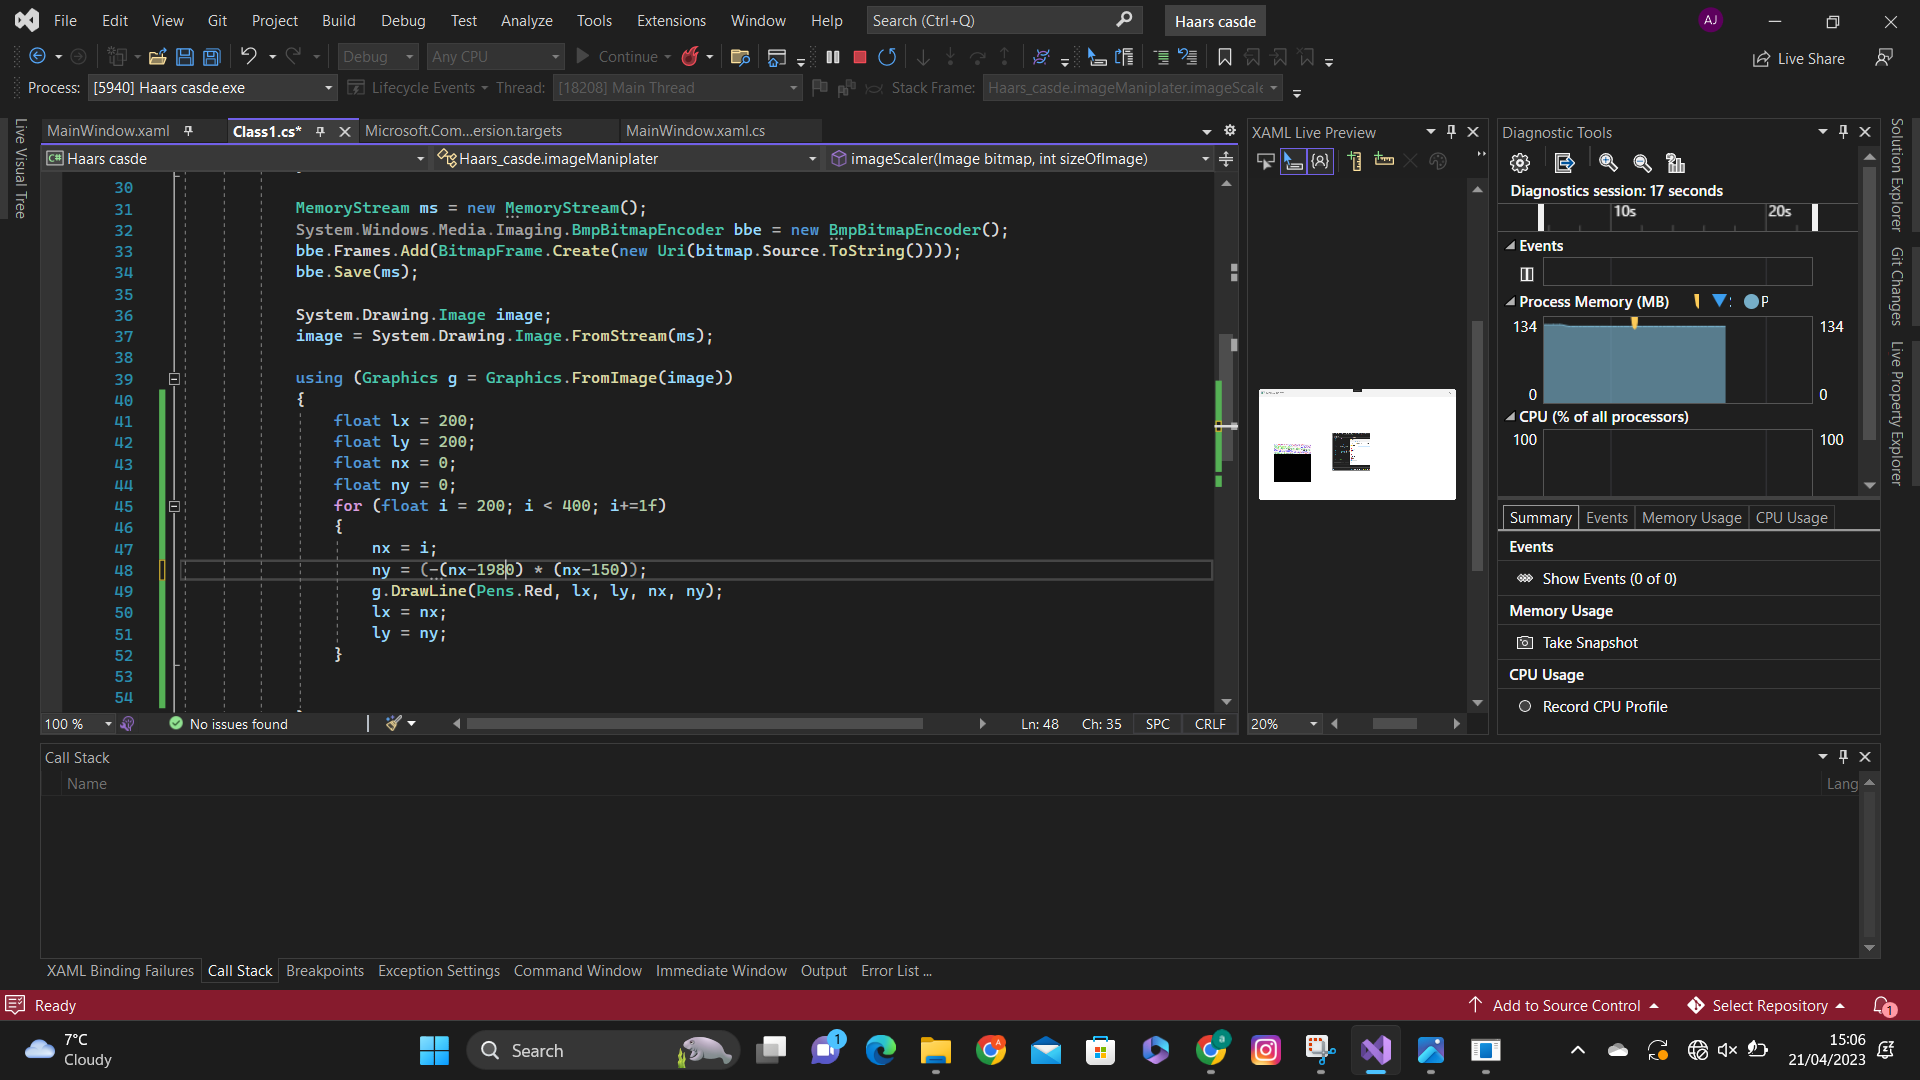 File Edit View Git Project Build Debug Test Analyze Tools Extensions Window Help Search (Ctrl+Q) Haars casde AJ
Debug Any CPU Continue Live Share
Process: [5940] Haars casde.exe Lifecycle Events Thread: [18208] Main Thread Stack Frame: Haars_casde.imageManiplater.imageScale
Live Visual Tree
MainWindow.xaml Class1.cs* Microsoft.Com...ersion.targets MainWindow.xaml.cs
Haars casde Haars_casde.imageManiplater imageScaler(Image bitmap, int sizeOfImage)
30
31 MemoryStream ms = new MemoryStream();
32 System.Windows.Media.Imaging.BmpBitmapEncoder bbe = new BmpBitmapEncoder();
33 bbe.Frames.Add(BitmapFrame.Create(new Uri(bitmap.Source.ToString())));
34 bbe.Save(ms);
35
36 System.Drawing.Image image;
37 image = System.Drawing.Image.FromStream(ms);
38
39 using (Graphics g = Graphics.FromImage(image))
40 {
41 float lx = 200;
42 float ly = 200;
43 float nx = 0;
44 float ny = 0;
45 for (float i = 200; i < 400; i+=1f)
46 {
47 nx = i;
48 ny = (-(nx-1980) * (nx-150));
49 g.DrawLine(Pens.Red, lx, ly, nx, ny);
50 lx = nx;
51 ly = ny;
52 }
53
54
100 % No issues found Ln: 48 Ch: 35 SPC CRLF
XAML Live Preview
20%
Diagnostic Tools
Diagnostics session: 17 seconds
10s 20s
Events
Process Memory (MB) P
134 134
0 0
CPU (% of all processors)
100 100
Summary Events Memory Usage CPU Usage
Events
Show Events (0 of 0)
Memory Usage
Take Snapshot
CPU Usage
Record CPU Profile
Solution Explorer
Git Changes
Live Property Explorer
Call Stack
Name Lang
XAML Binding Failures Call Stack Breakpoints Exception Settings Command Window Immediate Window Output Error List ...
Ready Add to Source Control Select Repository 1
7°C
Cloudy
Search
1
15:06
21/04/2023